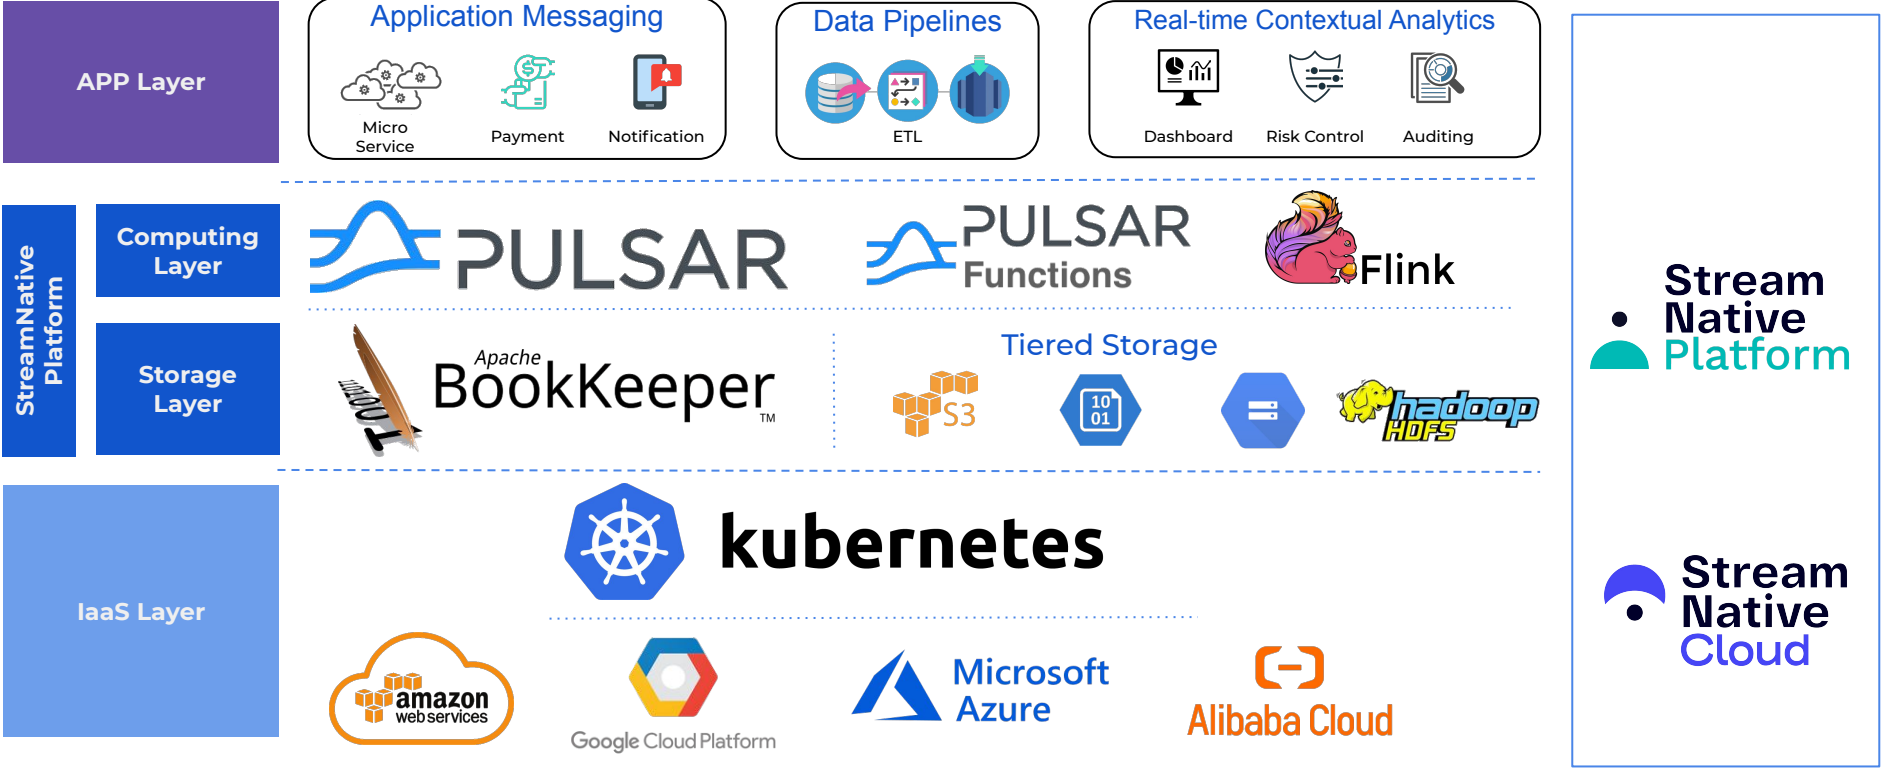 APP Layer
Application Messaging
Micro
Service
Payment
Notification
Data Pipelines
ETL
Real-time Contextual Analytics
Dashboard
Risk Control
Auditing
StreamNative
Platform
Computing
Layer
PULSAR
PULSAR
Functions
Flink
Storage
Layer
Apache
BookKeeper
TM
Tiered Storage
S3
10
01
hadoop
HDFS
IaaS Layer
kubernetes
amazon
web services
Google Cloud Platform
Microsoft
Azure
Alibaba Cloud
Stream
Native
Platform
Stream
Native
Cloud